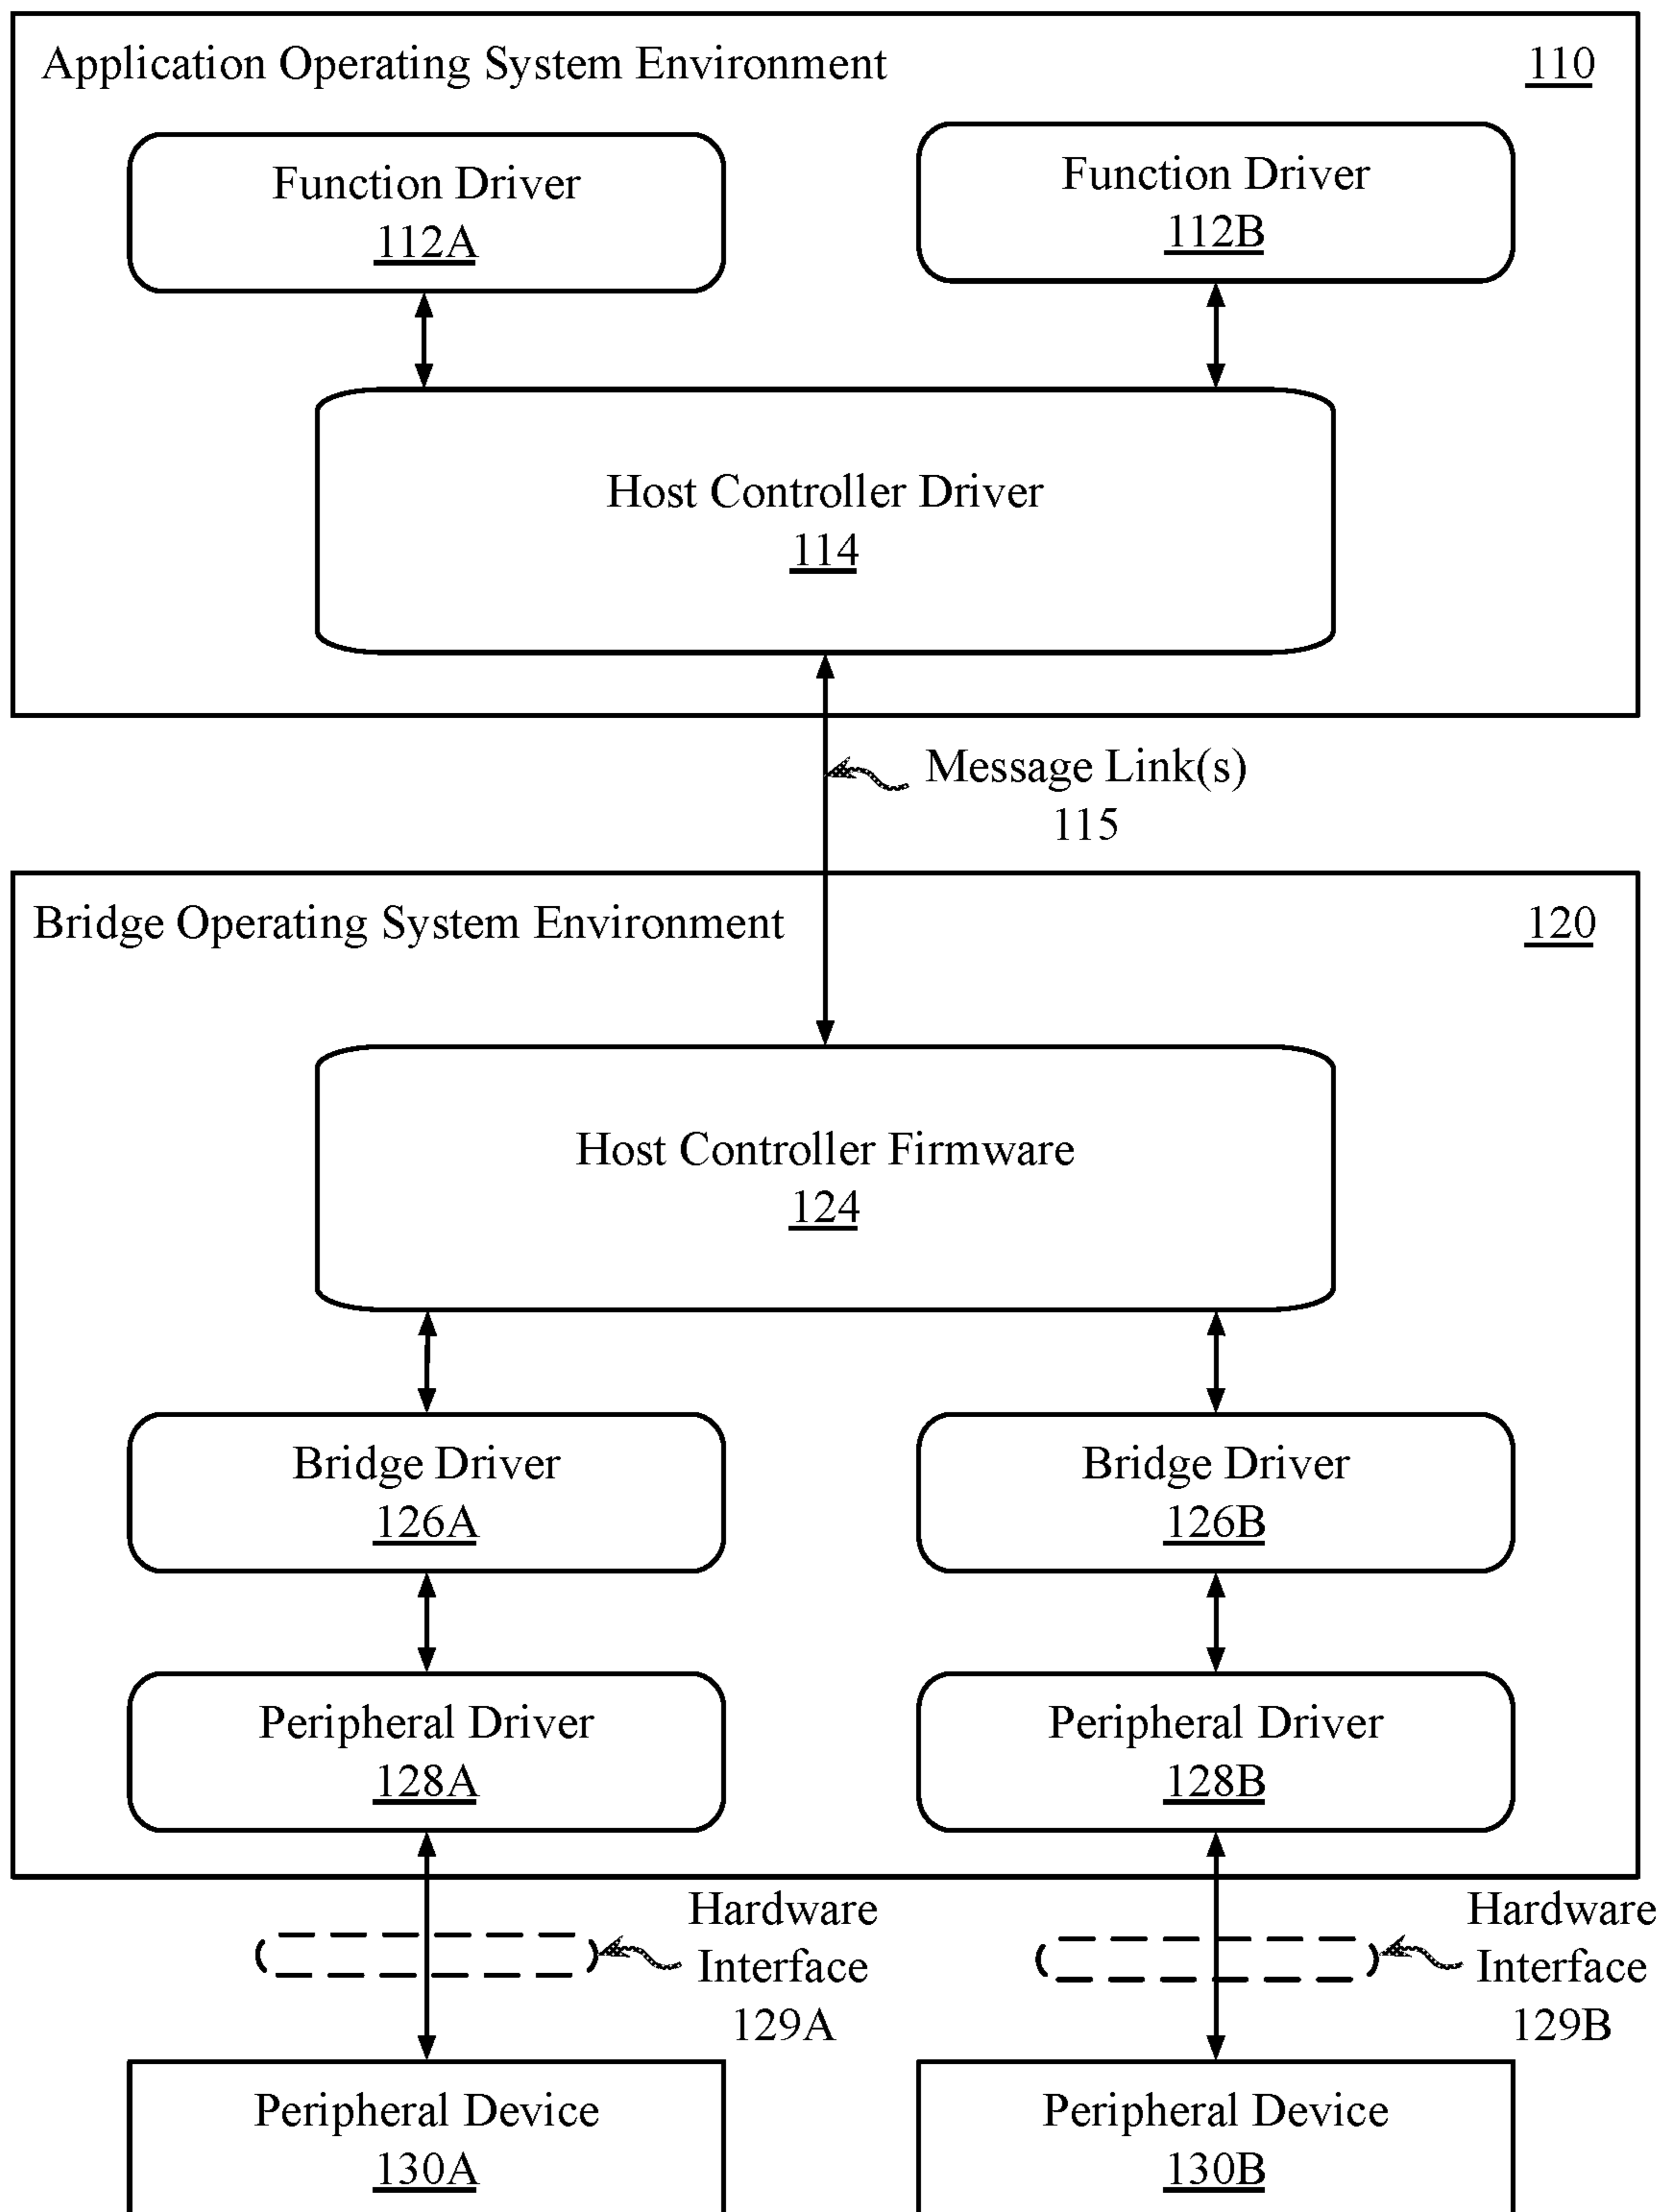 Application Operating System Environment 110
Function Driver
112A
Function Driver
112B
Host Controller Driver
114
Message Link(s)
115
Bridge Operating System Environment 120
Host Controller Firmware
124
Bridge Driver
126A
Bridge Driver
126B
Peripheral Driver
128A
Peripheral Driver
128B
Hardware
Interface
129A
Hardware
Interface
129B
Peripheral Device
130A
Peripheral Device
130B